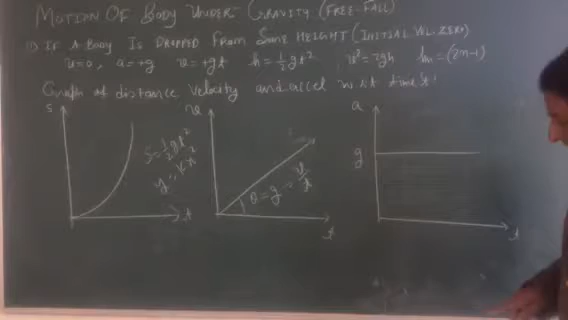 MOTION OF BODY UNDER GRAVITY (FREE-FALL)
1) IF A BODY IS DROPPED FROM SOME HEIGHT (INITIAL VEL. ZERO)
u=0, a=+g v=+gt h=½gt² v²=2gh hn=(2n-1)
Graph of distance velocity and accel w.r.t time 't'
s v a
S=½gt²
y=kx²
θ=g=v/t
g
t t t